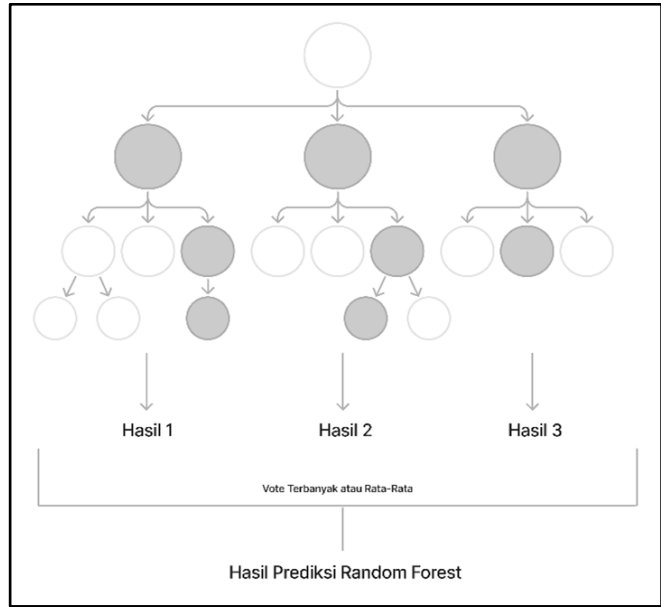 Hasil 1
Hasil 2
Hasil 3
Vote Terbanyak atau Rata-Rata
Hasil Prediksi Random Forest